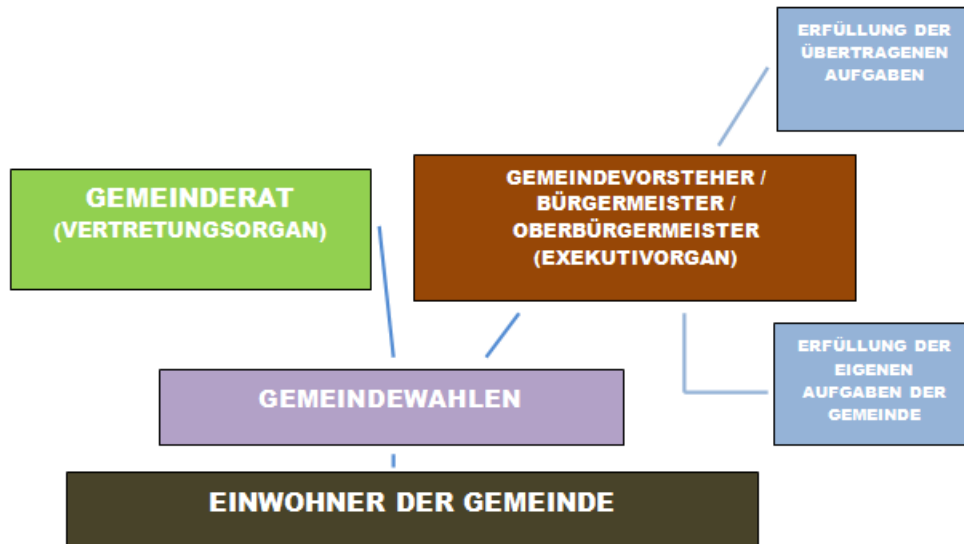 ERFÜLLUNG DER
ÜBERTRAGENEN
AUFGABEN
GEMEINDERAT
(VERTRETUNGSORGAN)
GEMEINDEVORSTEHER /
BÜRGERMEISTER /
OBERBÜRGERMEISTER
(EXEKUTIVORGAN)
ERFÜLLUNG DER
EIGENEN
AUFGABEN DER
GEMEINDE
GEMEINDEWAHLEN
EINWOHNER DER GEMEINDE